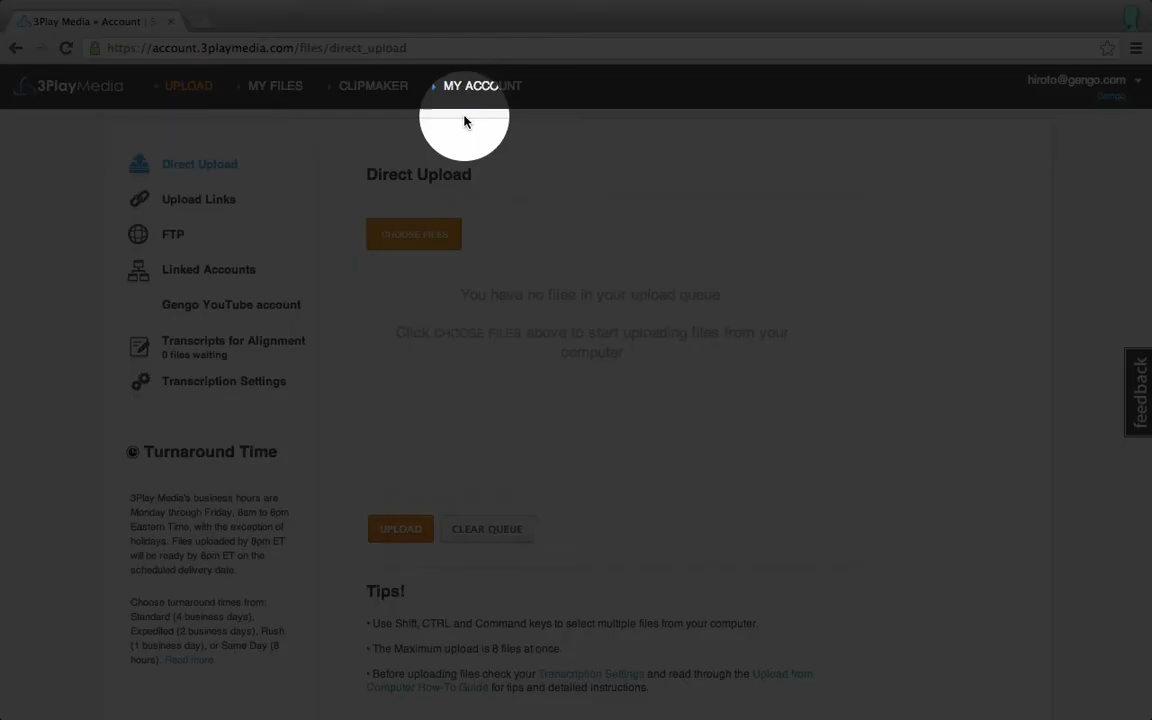 3Play Media » Account | S
https://account.3playmedia.com/files/direct_upload
3PlayMedia
UPLOAD
MY FILES
CLIPMAKER
MY ACCOUNT
hirato@gengo.com
Gengo
Direct Upload
Upload Links
FTP
Linked Accounts
Gengo YouTube account
Transcripts for Alignment
0 files waiting
Transcription Settings
Turnaround Time
3Play Media's business hours are
Monday through Friday, 8am to 8pm
Eastern Time, with the exception of
holidays. Files uploaded by 8pm ET
will be ready by 8pm ET on the
scheduled delivery date.
Choose turnaround times from:
Standard (4 business days),
Expedited (2 business days), Rush
(1 business day), or Same Day (8
hours). Read more.
Direct Upload
CHOOSE FILES
You have no files in your upload queue
Click CHOOSE FILES above to start uploading files from your
computer
UPLOAD
CLEAR QUEUE
Tips!
• Use Shift, CTRL and Command keys to select multiple files from your computer.
• The Maximum upload is 8 files at once.
• Before uploading files check your Transcription Settings and read through the Upload from
Computer How-To Guide for tips and detailed instructions.
feedback